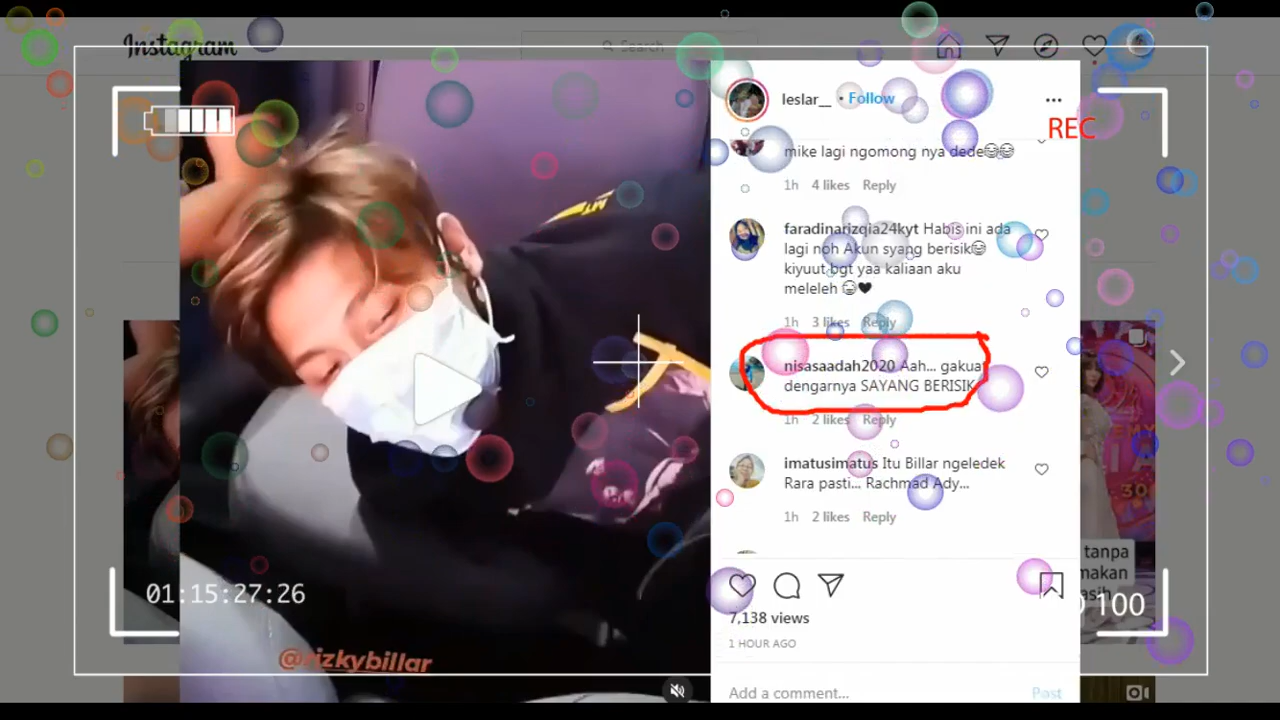 Instagram
Search
leslar__ • Follow
REC
mike lagi ngomong nya dede
1h 4 likes Reply
faradinarizqia24kyt Habis ini ada
lagi noh Akun syang berisik
kiyuut bgt yaa kaliaan aku
meleleh
1h 3 likes Reply
nisasaadah2020 Aah... gakuat
dengarnya SAYANG BERISIK
1h 2 likes Reply
imatusimatus Itu Billar ngeledek
Rara pasti... Rachmad Ady...
1h 2 likes Reply
7,138 views
1 HOUR AGO
Add a comment... Post
MT
01:15:27:26
@rizkybillar
tanpa
makan
100
30